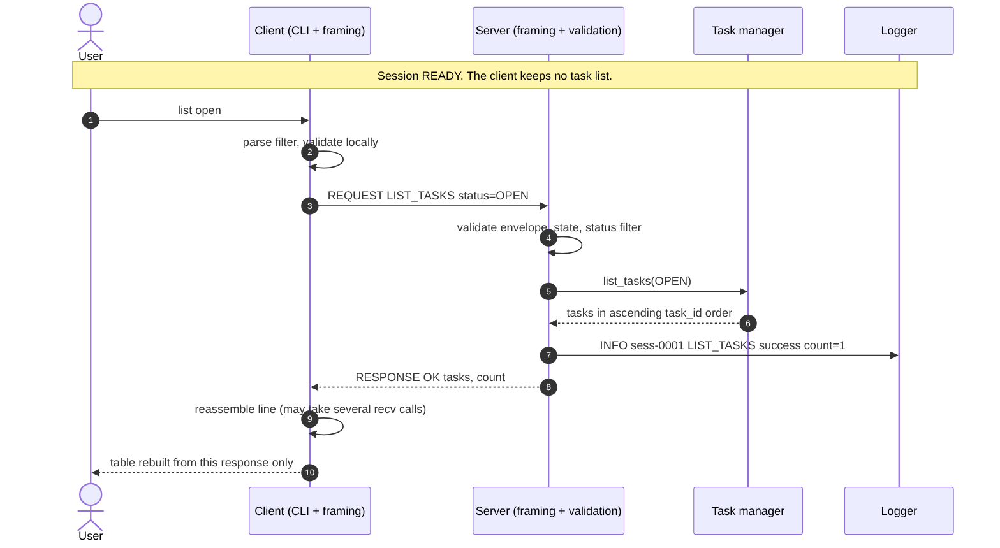 User
Client (CLI + framing)
Server (framing + validation)
Task manager
Logger
Session READY. The client keeps no task list.
list open
1
parse filter, validate locally
2
REQUEST LIST_TASKS status=OPEN
3
validate envelope, state, status filter
4
list_tasks(OPEN)
5
tasks in ascending task_id order
6
INFO sess-0001 LIST_TASKS success count=1
7
RESPONSE OK tasks, count
8
reassemble line (may take several recv calls)
9
table rebuilt from this response only
10
User
Client (CLI + framing)
Server (framing + validation)
Task manager
Logger